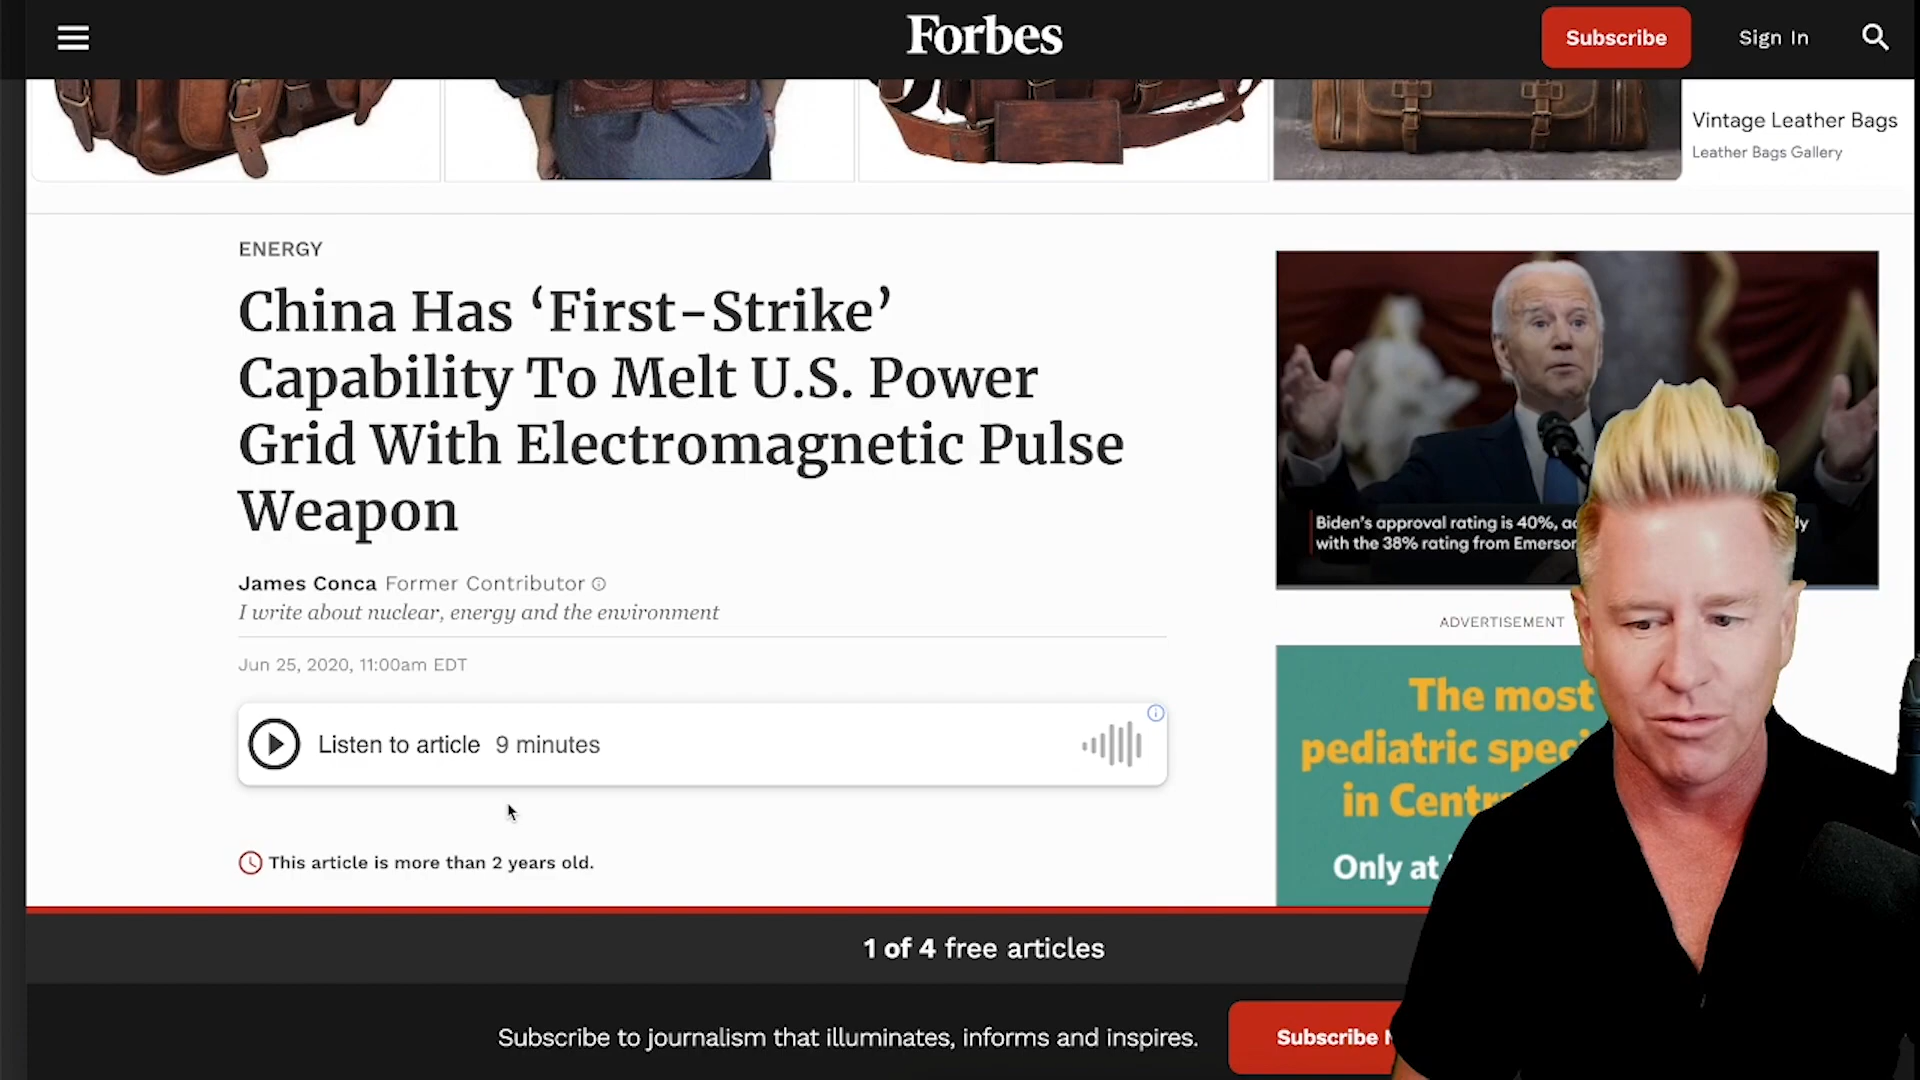 Forbes
Subscribe
Sign In
Vintage Leather Bags
Leather Bags Gallery
ENERGY
China Has ‘First-Strike’
Capability To Melt U.S. Power
Grid With Electromagnetic Pulse
Weapon
James Conca Former Contributor
I write about nuclear, energy and the environment
Jun 25, 2020, 11:00am EDT
Listen to article 9 minutes
This article is more than 2 years old.
Biden’s approval rating is 40%,
with the 38% rating from Emerson
ADVERTISEMENT
The most
pediatric
in
Only at
1 of 4 free articles
Subscribe to journalism that illuminates, informs and inspires.
Subscribe